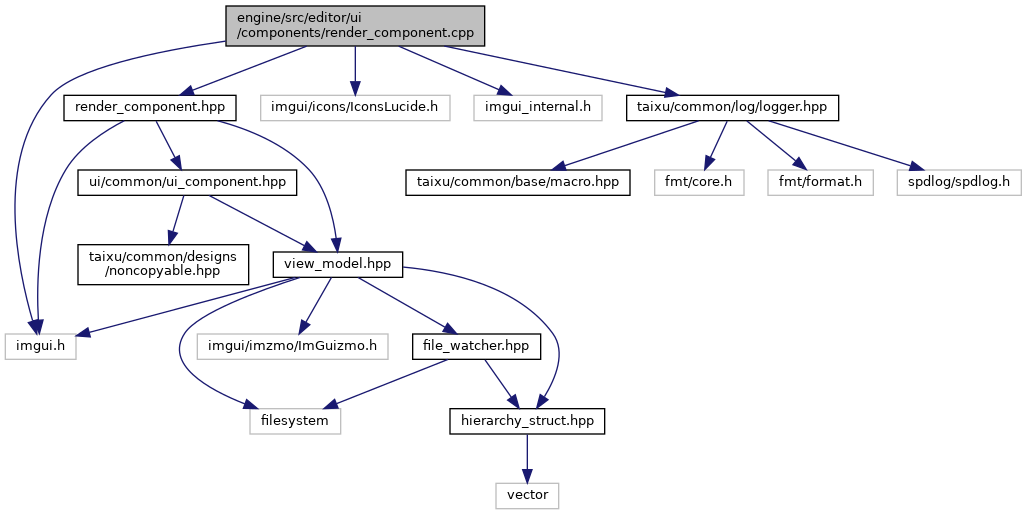 engine/src/editor/ui
/components/render_component.cpp
render_component.hpp
imgui/icons/IconsLucide.h
imgui_internal.h
taixu/common/log/logger.hpp
ui/common/ui_component.hpp
taixu/common/base/macro.hpp
fmt/core.h
fmt/format.h
spdlog/spdlog.h
taixu/common/designs
/noncopyable.hpp
view_model.hpp
imgui.h
imgui/imzmo/ImGuizmo.h
file_watcher.hpp
filesystem
hierarchy_struct.hpp
vector